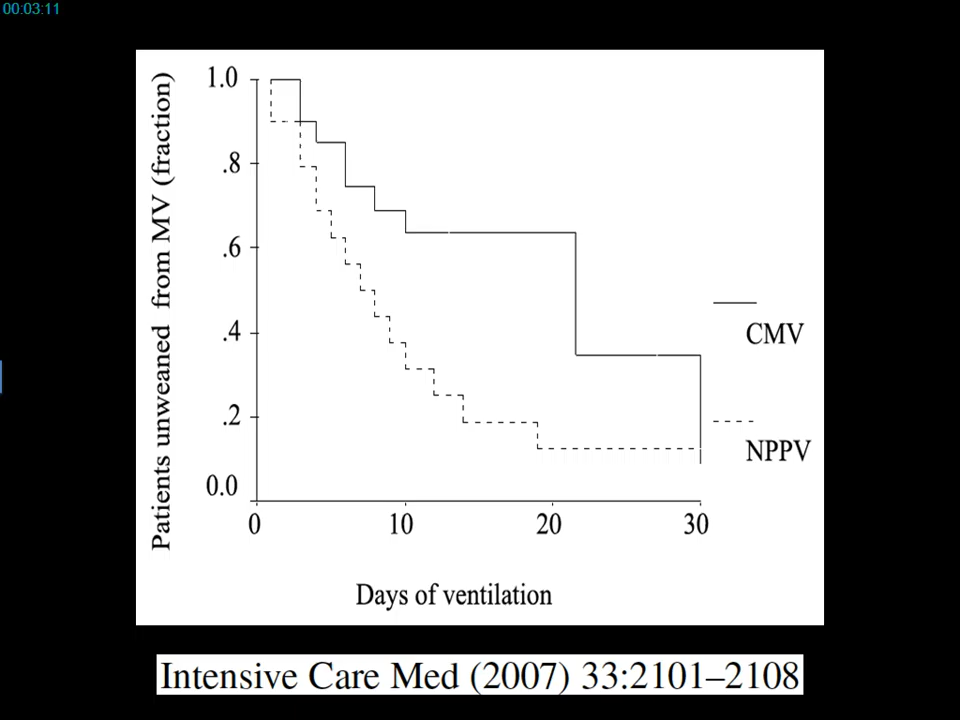 00:03:11
Patients unweaned from MV (fraction)
1.0
.8
.6
.4
.2
0.0
0 10 20 30
Days of ventilation
CMV
NPPV
Intensive Care Med (2007) 33:2101–2108